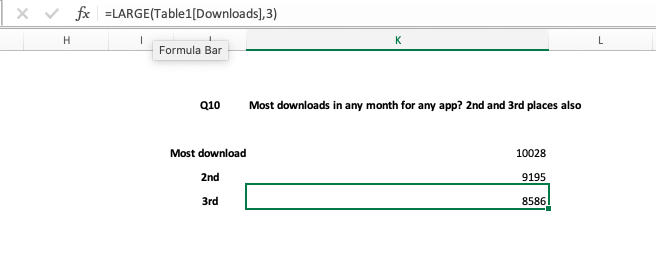 fx =LARGE(Table1[Downloads],3)
H I J K L
Formula Bar
Q10 Most downloads in any month for any app? 2nd and 3rd places also
Most download 10028
2nd 9195
3rd 8586